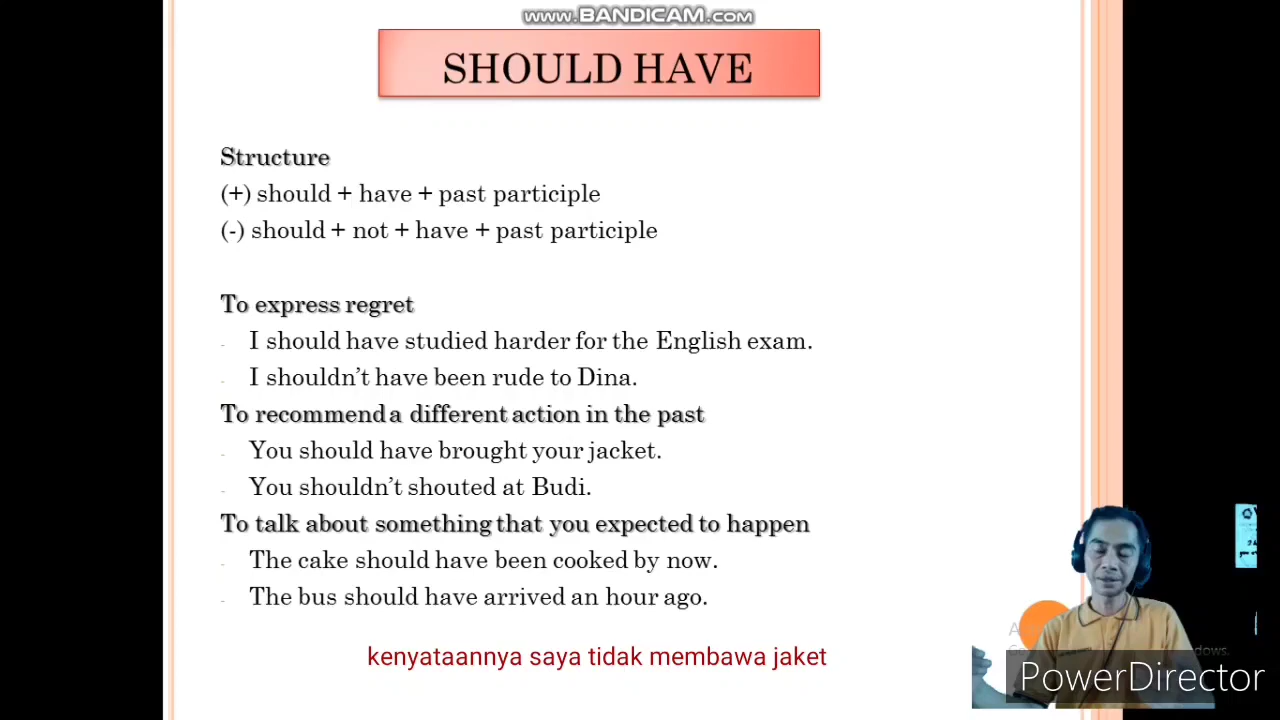 www.BANDICAM.com
SHOULD HAVE
Structure
(+) should + have + past participle
(-) should + not + have + past participle
To express regret
- I should have studied harder for the English exam.
- I shouldn't have been rude to Dina.
To recommend a different action in the past
- You should have brought your jacket.
- You shouldn't shouted at Budi.
To talk about something that you expected to happen
- The cake should have been cooked by now.
- The bus should have arrived an hour ago.
kenyataannya saya tidak membawa jaket
PowerDirector